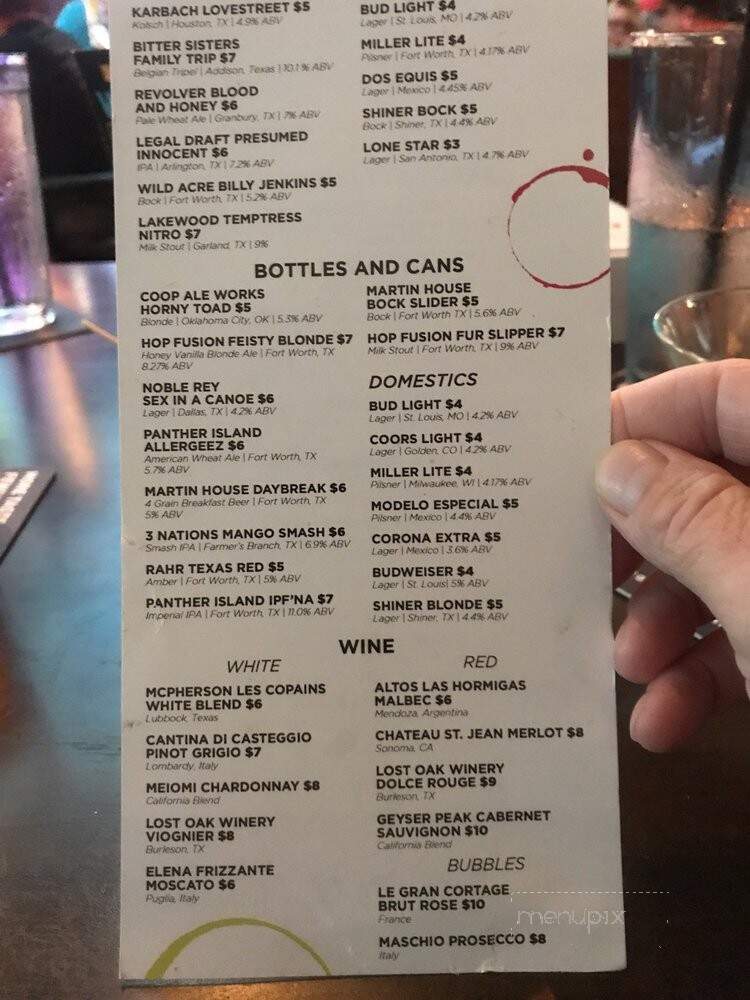 KARBACH LOVESTREET $5
Kolsch | Houston, TX | 4.9% ABV
BITTER SISTERS
FAMILY TRIP $7
Belgian Tripel | Addison, Texas | 10.1 % ABV
REVOLVER BLOOD
AND HONEY $6
Pale Wheat Ale | Granbury, TX | 7% ABV
LEGAL DRAFT PRESUMED
INNOCENT $6
IPA | Arlington, TX | 7.2% ABV
WILD ACRE BILLY JENKINS $5
Bock | Fort Worth, TX | 5.2% ABV
LAKEWOOD TEMPTRESS
NITRO $7
Milk Stout | Garland, TX | 9%
BUD LIGHT $4
Lager | St. Louis, MO | 4.2% ABV
MILLER LITE $4
Pilsner | Fort Worth, TX | 4.17% ABV
DOS EQUIS $5
Lager | Mexico | 4.45% ABV
SHINER BOCK $5
Bock | Shiner, TX | 4.4% ABV
LONE STAR $3
Lager | San Antonio, TX | 4.7% ABV
BOTTLES AND CANS
COOP ALE WORKS
HORNY TOAD $5
Blonde | Oklahoma City, OK | 5.3% ABV
HOP FUSION FEISTY BLONDE $7
Honey Vanilla Blonde Ale | Fort Worth, TX
8.27% ABV
NOBLE REY
SEX IN A CANOE $6
Lager | Dallas, TX | 4.2% ABV
PANTHER ISLAND
ALLERGEEZ $6
American Wheat Ale | Fort Worth, TX
5.7% ABV
MARTIN HOUSE DAYBREAK $6
4 Grain Breakfast Beer | Fort Worth, TX
5% ABV
3 NATIONS MANGO SMASH $6
Smash IPA | Farmer's Branch, TX | 6.9% ABV
RAHR TEXAS RED $5
Amber | Fort Worth, TX | 5% ABV
PANTHER ISLAND IPF'NA $7
Imperial IPA | Fort Worth, TX | 11.0% ABV
MARTIN HOUSE
BOCK SLIDER $5
Bock | Fort Worth TX | 5.6% ABV
HOP FUSION FUR SLIPPER $7
Milk Stout | Fort Worth, TX | 9% ABV
DOMESTICS
BUD LIGHT $4
Lager | St. Louis, MO | 4.2% ABV
COORS LIGHT $4
Lager | Golden, CO | 4.2% ABV
MILLER LITE $4
Pilsner | Milwaukee, WI | 4.17% ABV
MODELO ESPECIAL $5
Pilsner | Mexico | 4.4% ABV
CORONA EXTRA $5
Lager | Mexico | 3.6% ABV
BUDWEISER $4
Lager | St. Louis| 5% ABV
SHINER BLONDE $5
Lager | Shiner, TX | 4.4% ABV
WINE
WHITE
MCPHERSON LES COPAINS
WHITE BLEND $6
Lubbock, Texas
CANTINA DI CASTEGGIO
PINOT GRIGIO $7
Lombardy, Italy
MEIOMI CHARDONNAY $8
California Blend
LOST OAK WINERY
VIOGNIER $8
Burleson, TX
ELENA FRIZZANTE
MOSCATO $6
Puglia, Italy
RED
ALTOS LAS HORMIGAS
MALBEC $6
Mendoza, Argentina
CHATEAU ST. JEAN MERLOT $8
Sonoma, CA
LOST OAK WINERY
DOLCE ROUGE $9
Burleson, TX
GEYSER PEAK CABERNET
SAUVIGNON $10
California Blend
BUBBLES
LE GRAN CORTAGE
BRUT ROSE $10
France
MASCHIO PROSECCO $8
Italy
menupix